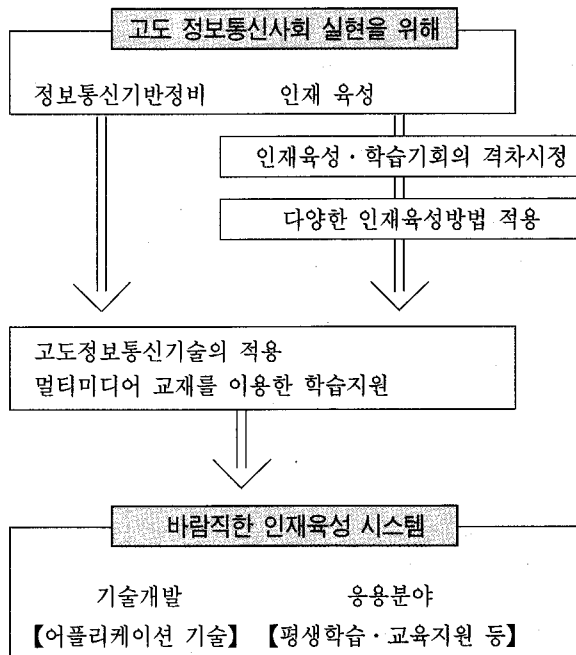 고도 정보통신사회 실현을 위해
정보통신기반정비 인재 육성
인재육성·학습기회의 격차시정
다양한 인재육성방법 적용
고도정보통신기술의 적용
멀티미디어 교재를 이용한 학습지원
바람직한 인재육성 시스템
기술개발 응용분야
【어플리케이션 기술】 【평생학습·교육지원 등】